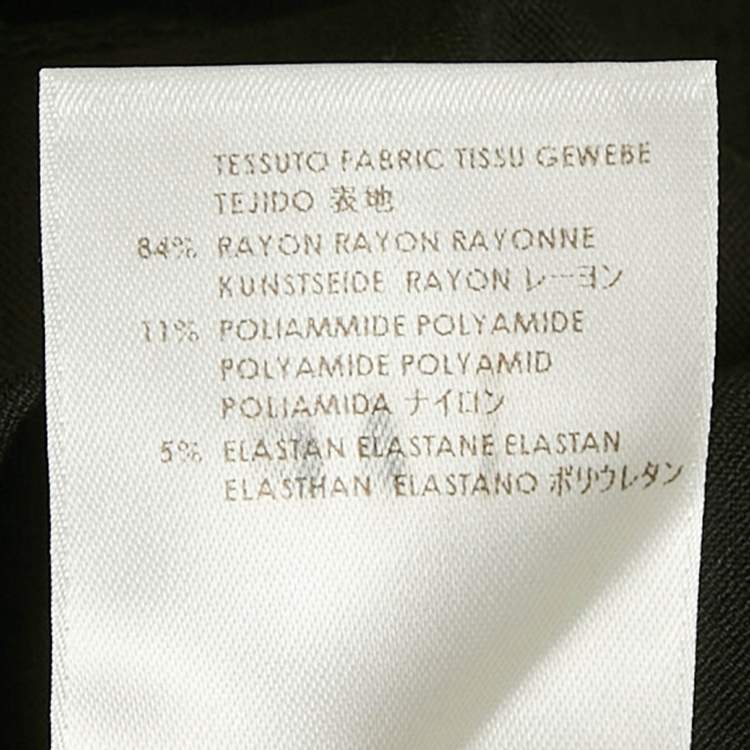 TESSUTO FABRIC TISSU GEWEBE
TEJIDO 表地
84% RAYON RAYON RAYONNE
KUNSTSEIDE RAYON レーヨン
11% POLIAMMIDE POLYAMIDE
POLYAMIDE POLYAMID
POLIAMIDA ナイロン
5% ELASTAN ELASTANE ELASTAN
ELASTHAN ELASTANO ポリウレタン